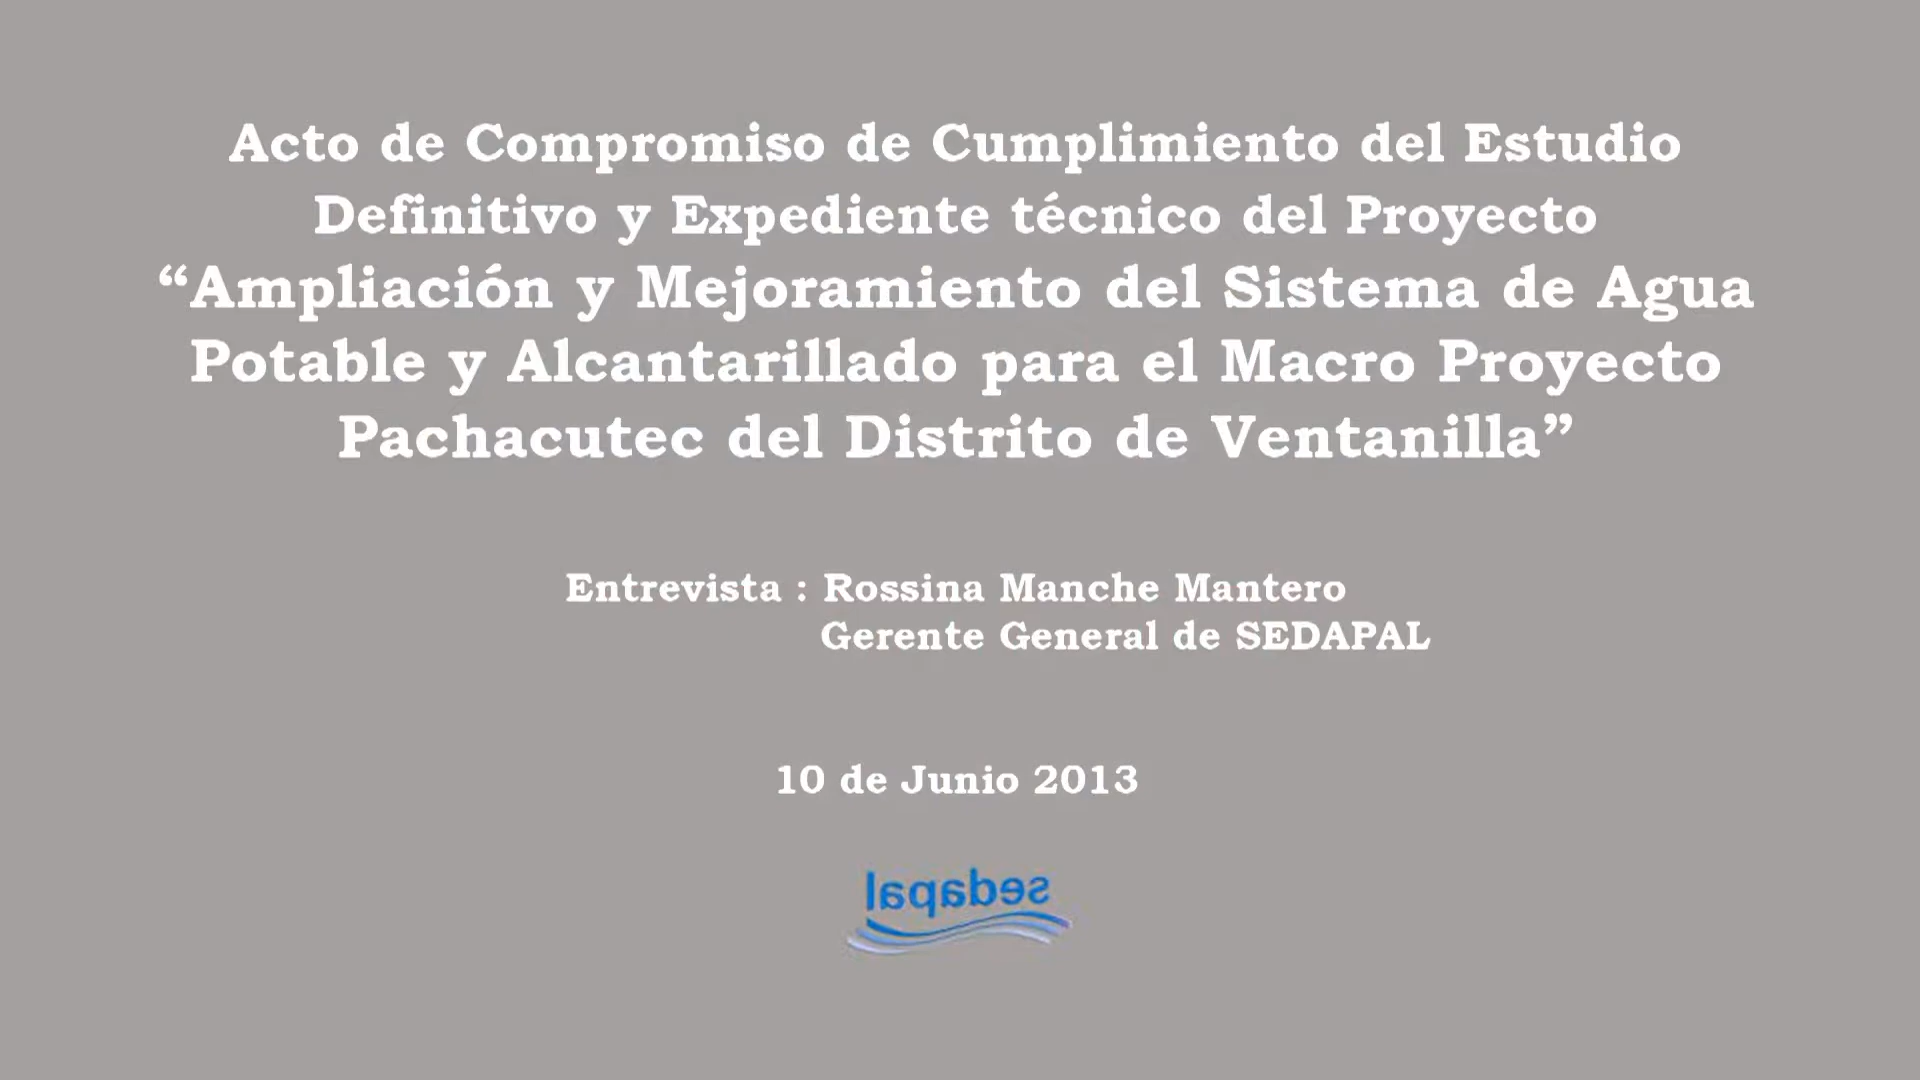 Acto de Compromiso de Cumplimiento del Estudio
Definitivo y Expediente técnico del Proyecto
“Ampliación y Mejoramiento del Sistema de Agua
Potable y Alcantarillado para el Macro Proyecto
Pachacutec del Distrito de Ventanilla”
Entrevista : Rossina Manche Mantero
Gerente General de SEDAPAL
10 de Junio 2013
sedapal